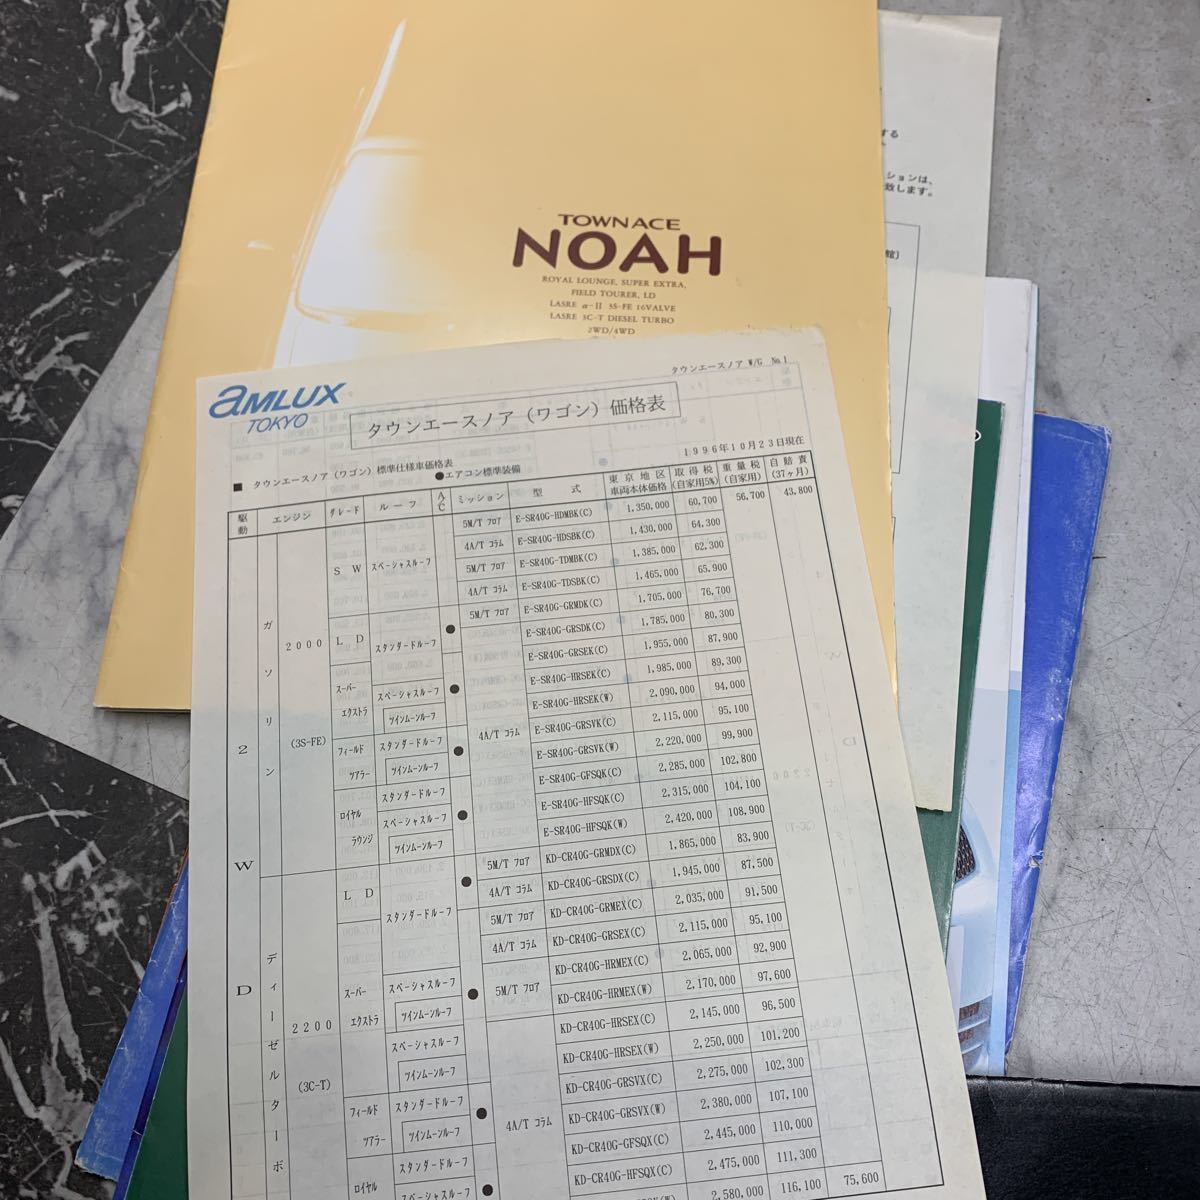 TOWNACE
NOAH
ROYAL LOUNGE, SUPER EXTRA,
FIELD TOURER, LD
LASRE α-II 3S-FE 16VALVE
LASRE 3C-T DIESEL TURBO
2WD/4WD
する
ションは、
致します。
館)
タウンエースノア W/G No.1
amlux
TOKYO
タウンエースノア（ワゴン）価格表
1996年10月23日現在
■ タウンエースノア（ワゴン）標準仕様車価格表 ●エアコン標準装備
駆動 エンジン グレード ルーフ A/C ミッション 型式 東京地区車両本体価格 取得税(自家用5%) 重量税(自家用) 自賠責(37ヶ月)
2WD
ガソリン 2000 (3S-FE)
SW スペーシャスルーフ 5M/T フロア E-SR40G-HDMBK(C) 1,350,000 60,700 56,700 43,800
4A/T コラム E-SR40G-HDSBK(C) 1,430,000 64,300
5M/T フロア E-SR40G-TDMBK(C) 1,385,000 62,300
4A/T コラム E-SR40G-TDSBK(C) 1,465,000 65,900
LD スタンダードルーフ ● 5M/T フロア E-SR40G-GRMDK(C) 1,705,000 76,700
4A/T コラム E-SR40G-GRSDK(C) 1,785,000 80,300
E-SR40G-GRSEK(C) 1,955,000 87,900
スーパーエクストラ スペーシャスルーフ ● E-SR40G-HRSEK(C) 1,985,000 89,300
ツインムーンルーフ E-SR40G-HRSEK(W) 2,090,000 94,000
フィールドツアラー スタンダードルーフ ● E-SR40G-GRSVK(C) 2,115,000 95,100
ツインムーンルーフ E-SR40G-GRSVK(W) 2,220,000 99,900
ロイヤルラウンジ スタンダードルーフ ● E-SR40G-GFSQK(C) 2,285,000 102,800
スペーシャスルーフ E-SR40G-HFSQK(C) 2,315,000 104,100
ツインムーンルーフ E-SR40G-HFSQK(W) 2,420,000 108,900
ディーゼルターボ 2200 (3C-T)
LD スタンダードルーフ ● 5M/T フロア KD-CR40G-GRMDX(C) 1,865,000 83,900
4A/T コラム KD-CR40G-GRSDX(C) 1,945,000 87,500
5M/T フロア KD-CR40G-GRMEX(C) 2,035,000 91,500
4A/T コラム KD-CR40G-GRSEX(C) 2,115,000 95,100
スーパーエクストラ スペーシャスルーフ ● 5M/T フロア KD-CR40G-HRMEX(C) 2,065,000 92,900
ツインムーンルーフ KD-CR40G-HRMEX(W) 2,170,000 97,600
スペーシャスルーフ 4A/T コラム KD-CR40G-HRSEX(C) 2,145,000 96,500
ツインムーンルーフ KD-CR40G-HRSEX(W) 2,250,000 101,200
フィールドツアラー スタンダードルーフ ● KD-CR40G-GRSVX(C) 2,275,000 102,300
ツインムーンルーフ KD-CR40G-GRSVX(W) 2,380,000 107,100
ロイヤル スタンダードルーフ ● KD-CR40G-GFSQX(C) 2,445,000 110,000
スペーシャスルーフ KD-CR40G-HFSQX(C) 2,475,000 111,300
2,580,000 116,100 75,600